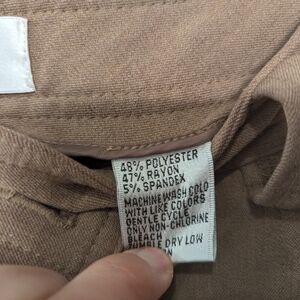 48% POLYESTER
47% RAYON
5% SPANDEX
MACHINE WASH COLD
WITH LIKE COLORS
GENTLE CYCLE
ONLY NON-CHLORINE
BLEACH
DRY LOW